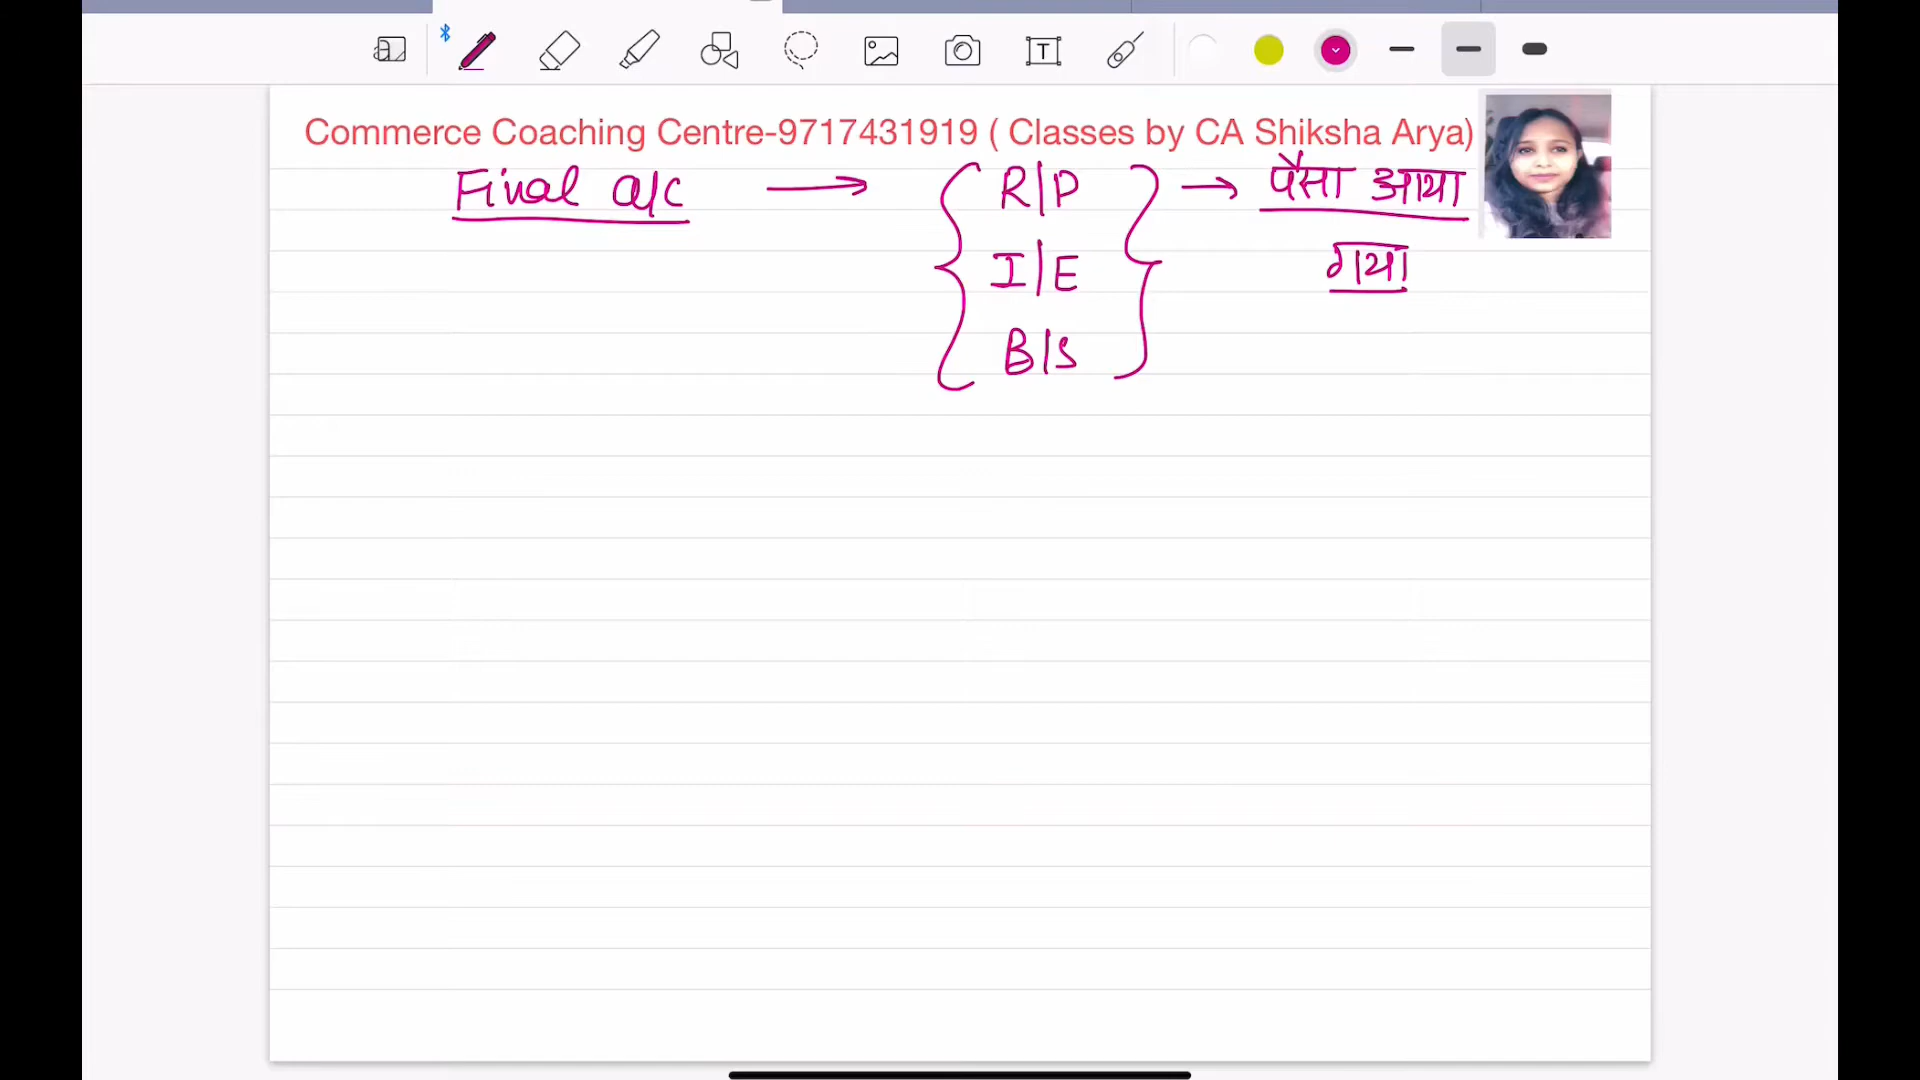 Commerce Coaching Centre-9717431919 ( Classes by CA Shiksha Arya)
Final a/c → { R|P } → पैसा आया
I|E गया
B|S